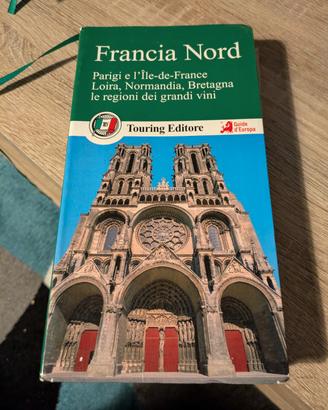 Francia Nord
Parigi e l'Île-de-France
Loira, Normandia, Bretagna
le regioni dei grandi vini
Touring Editore
Guide
d'Europa